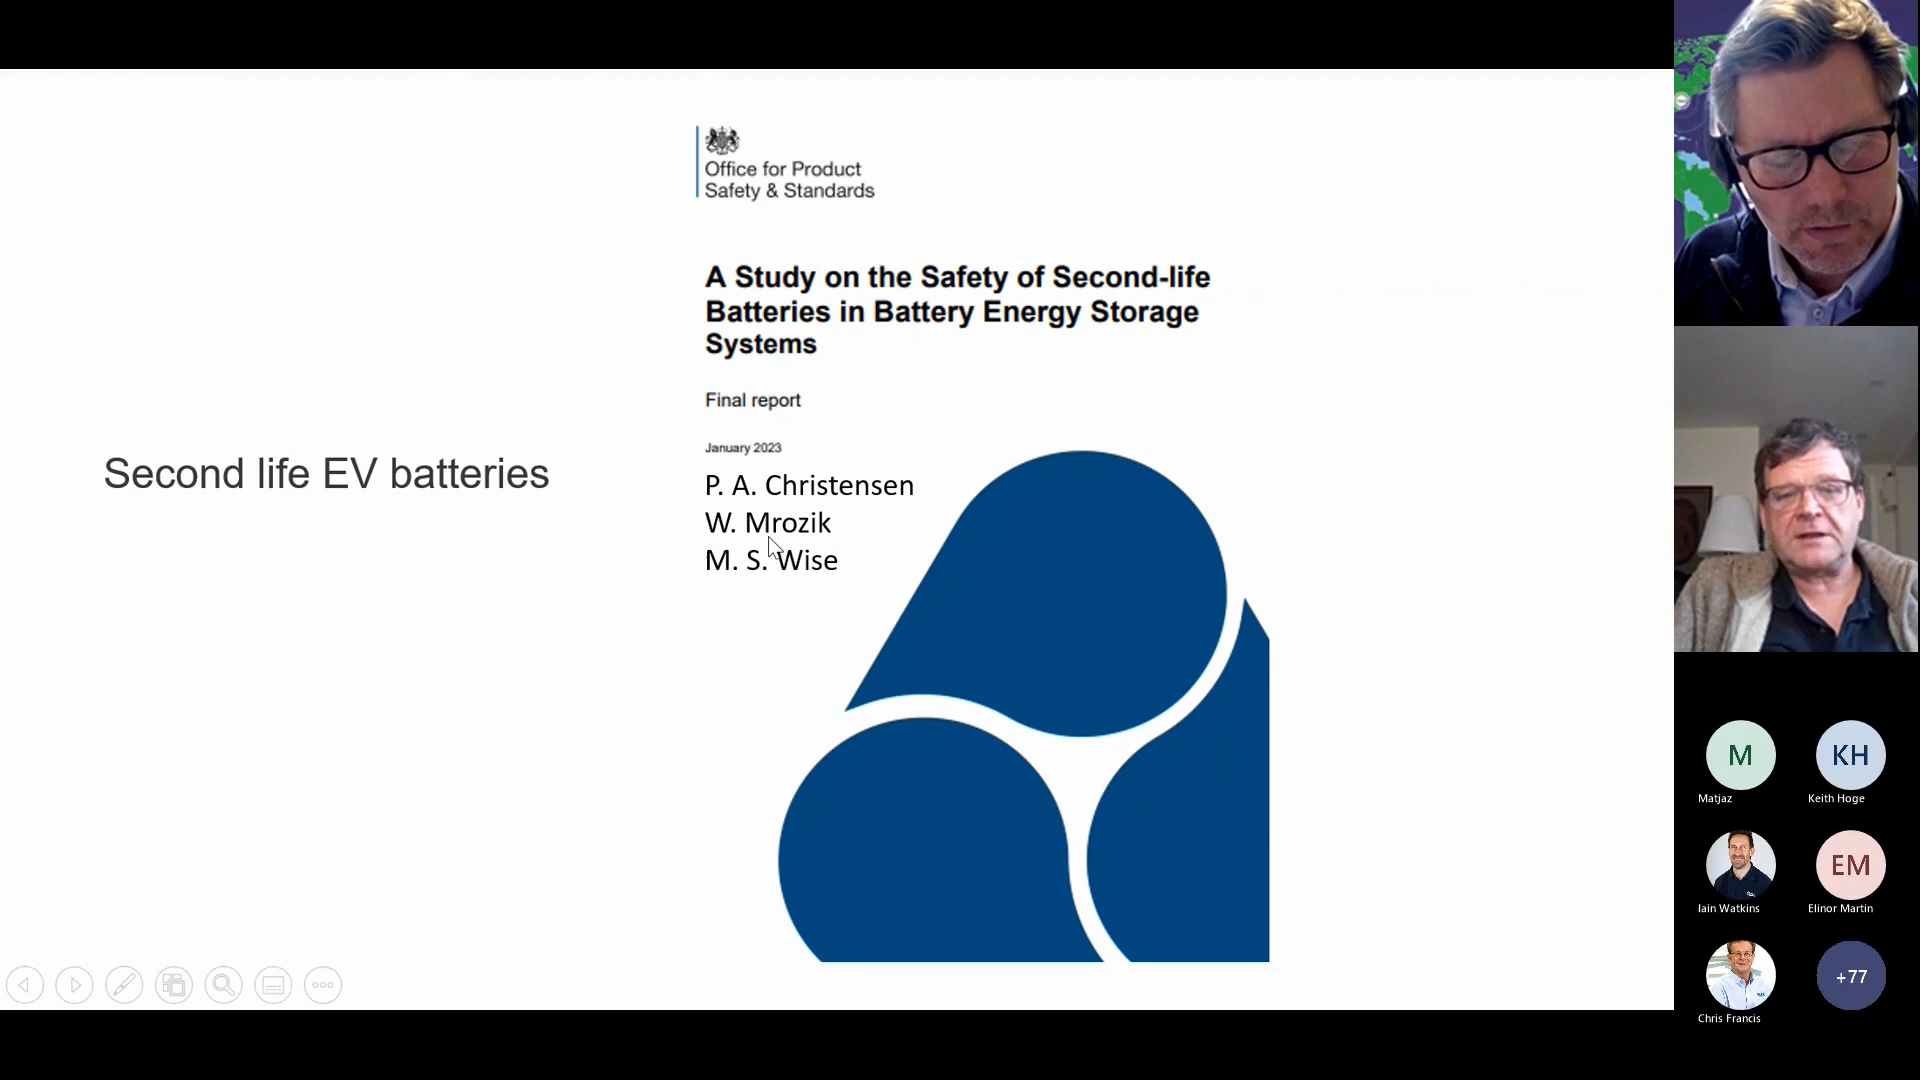 Office for Product
Safety & Standards
A Study on the Safety of Second-life
Batteries in Battery Energy Storage
Systems
Final report
January 2023
P. A. Christensen
W. Mrozik
M. S. Wise
Second life EV batteries
M
Matjaz
KH
Keith Hoge
Iain Watkins
EM
Elinor Martin
Chris Francis
+77